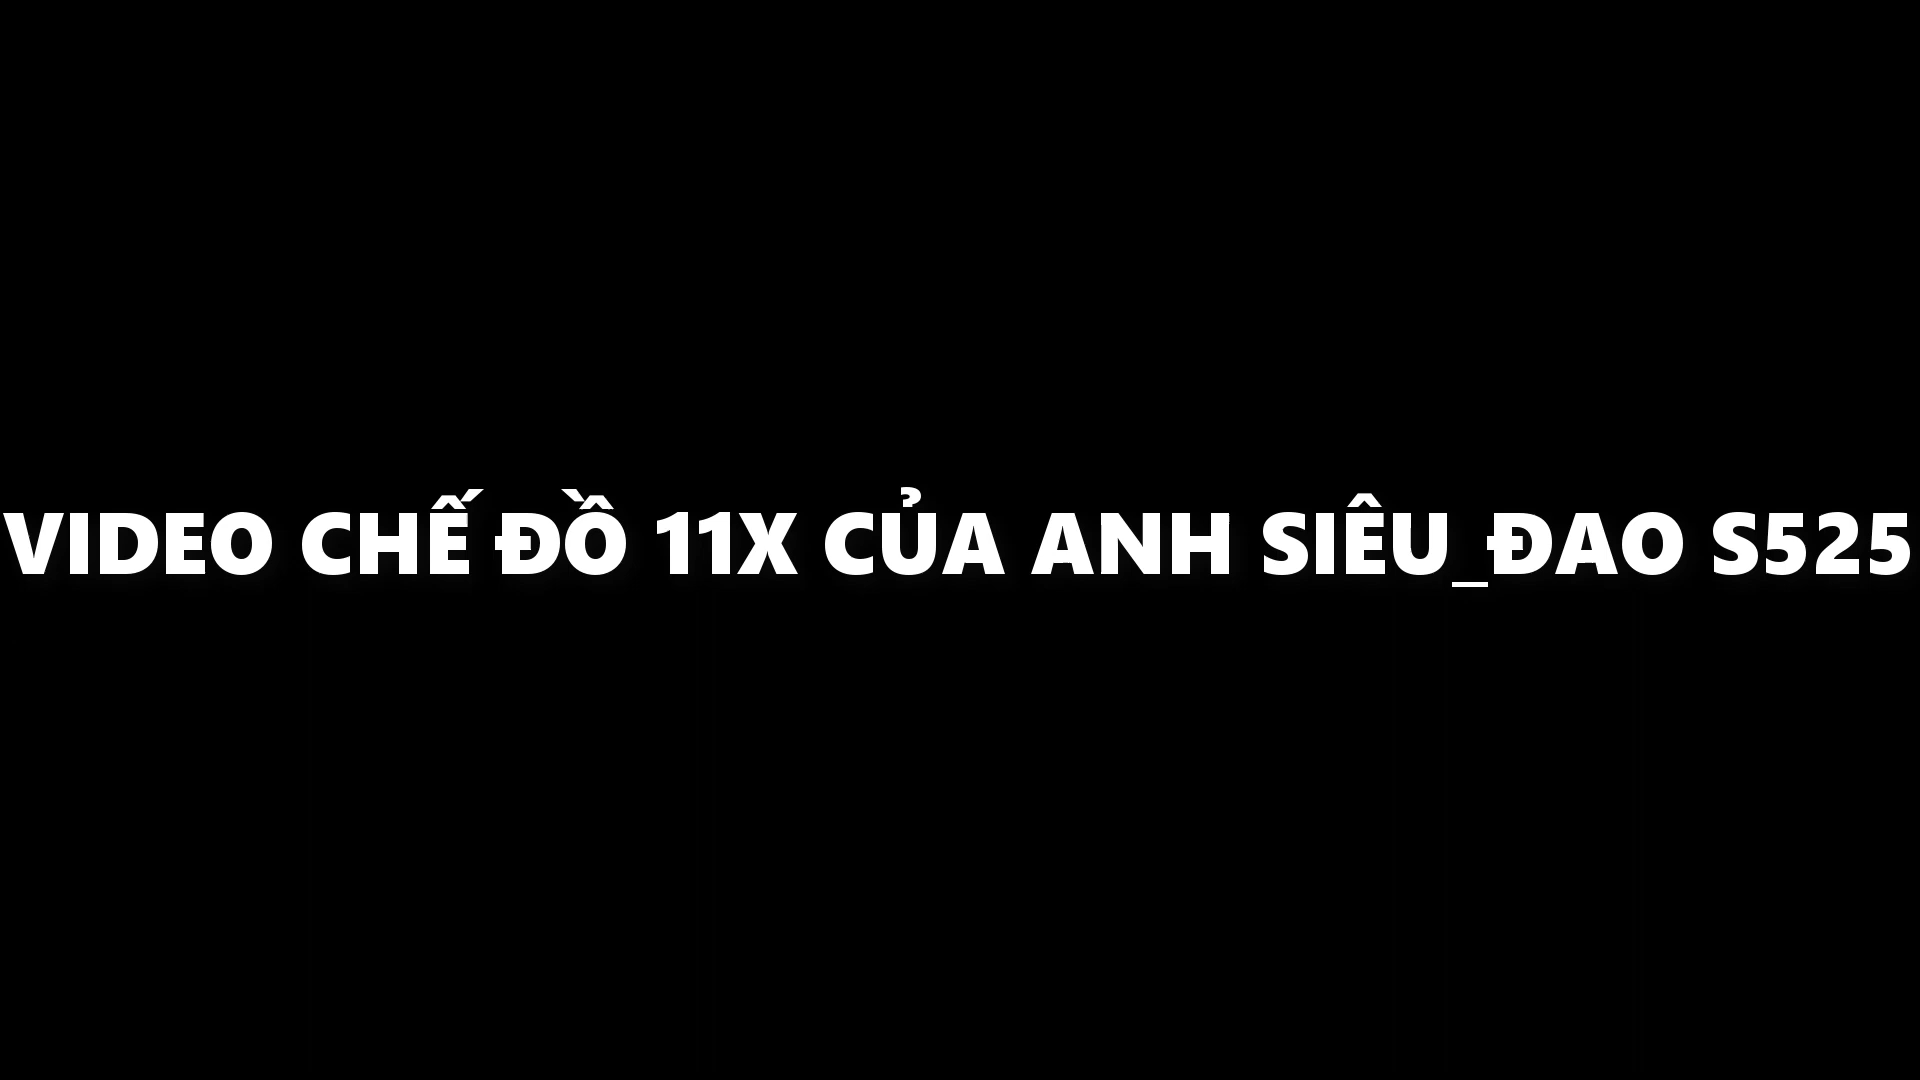 VIDEO CHẾ ĐỒ 11X CỦA ANH SIÊU_ĐAO S525